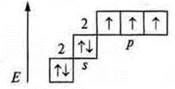 2 ↑ ↑ ↑
2 ↑↓ p
E ↑↓ s